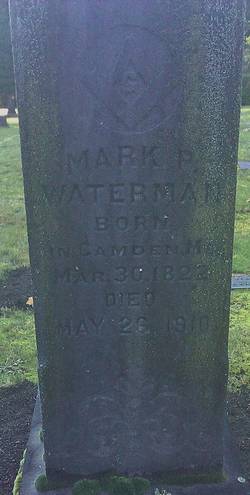 MARK P.
WATERMAN
BORN
IN CAMDEN, ME.
MAR. 30, 1822
DIED
MAY 26, 1910